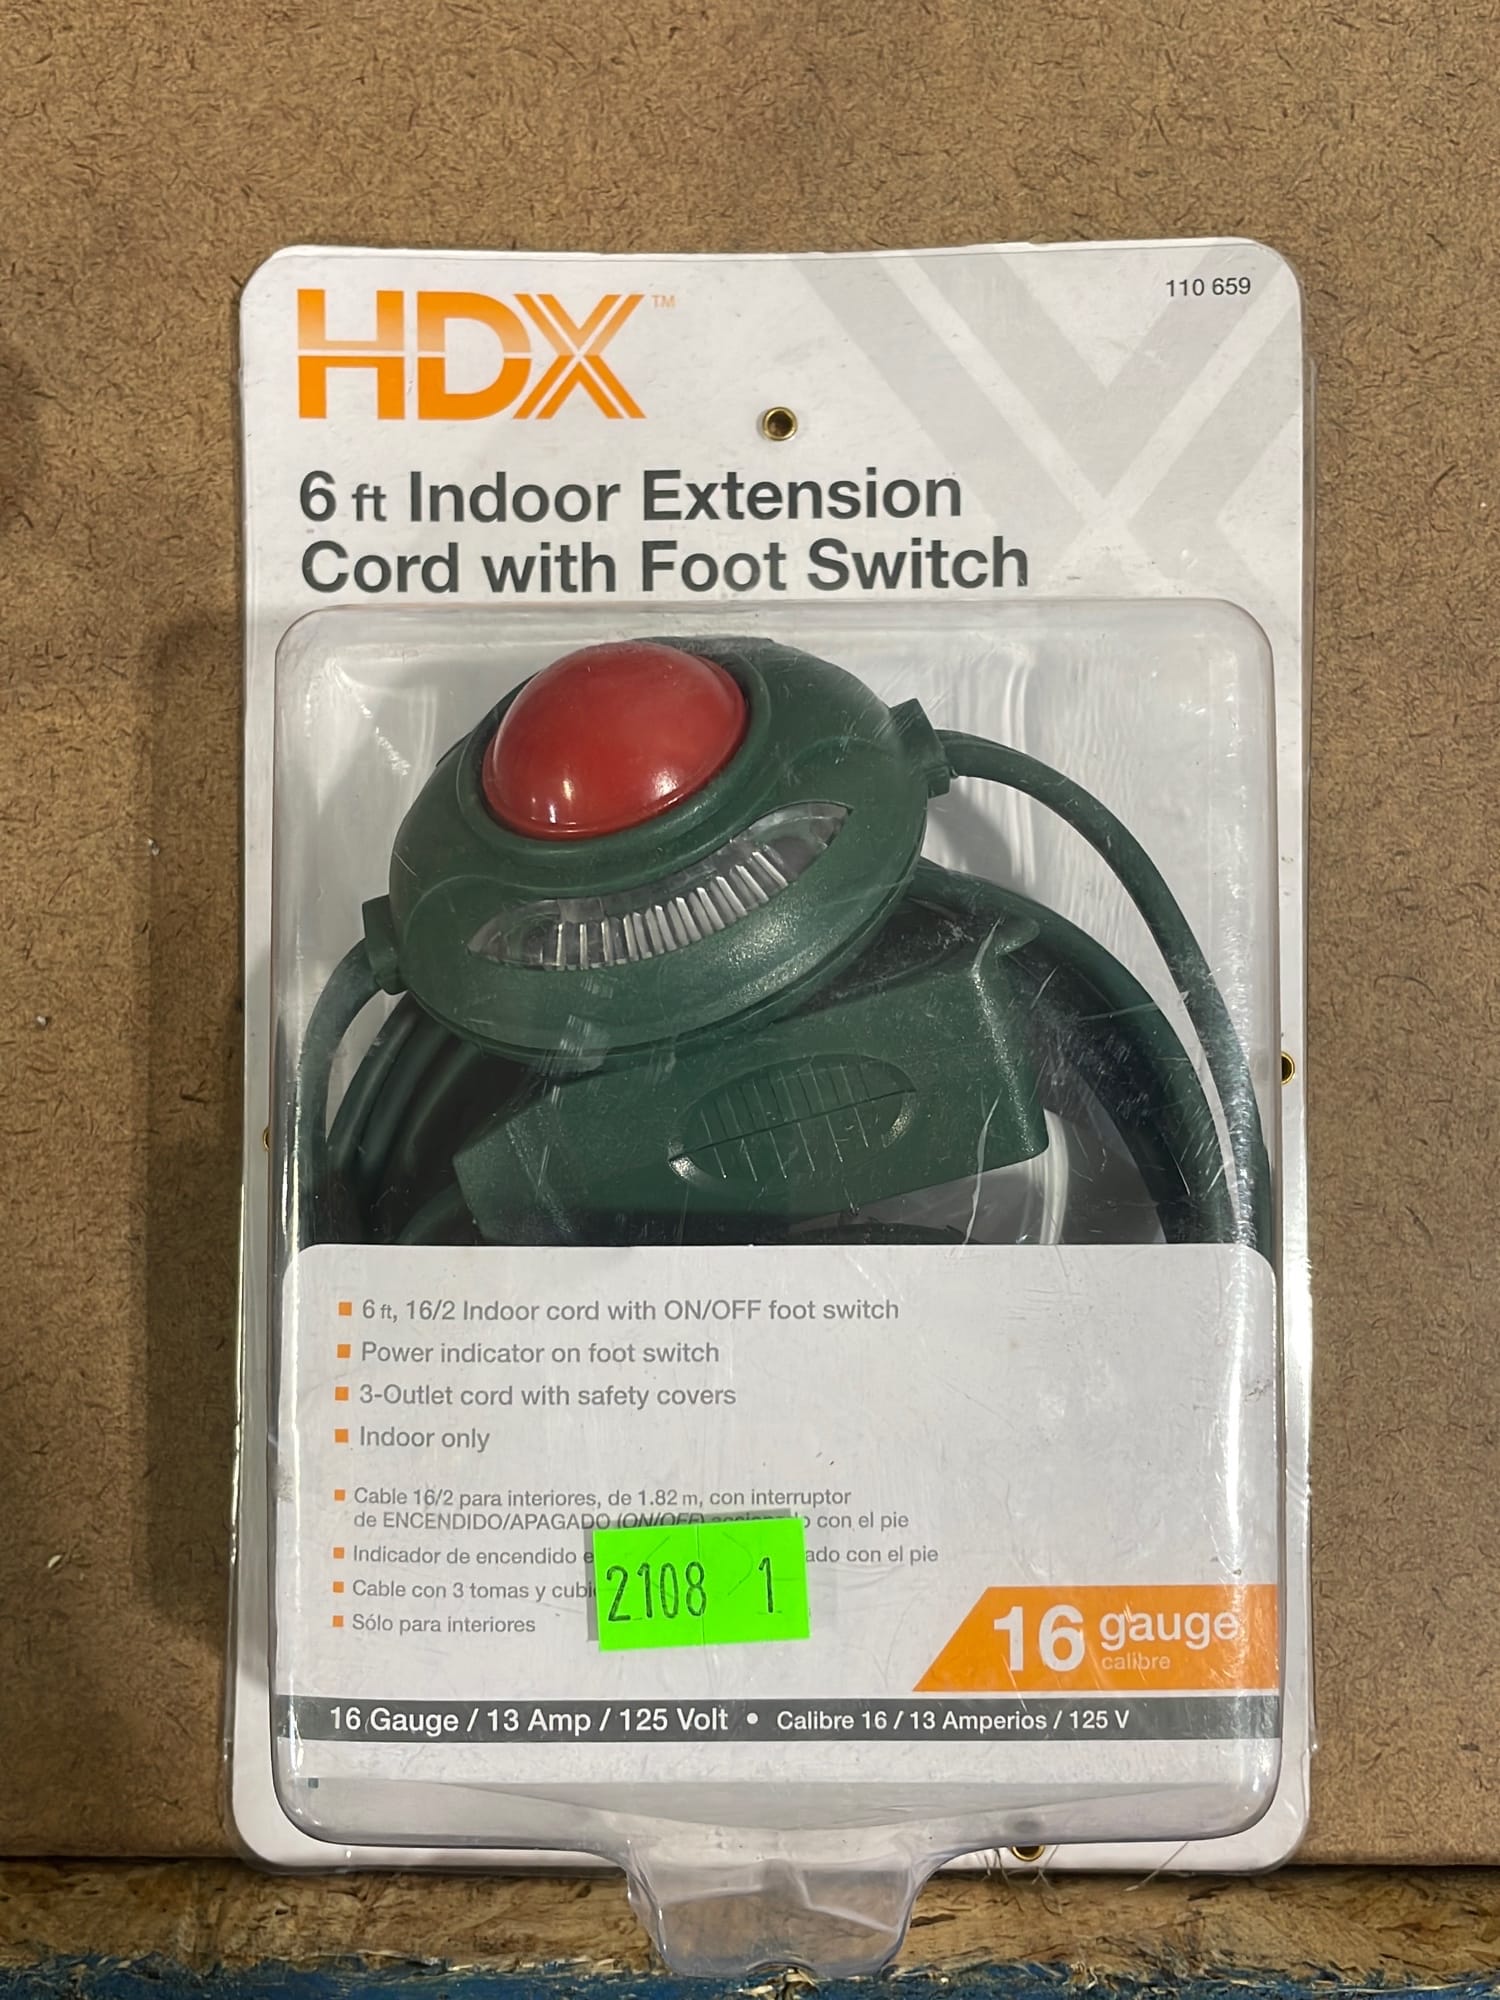 HDX™
110 659
6 ft Indoor Extension
Cord with Foot Switch
6 ft, 16/2 Indoor cord with ON/OFF foot switch
Power indicator on foot switch
3-Outlet cord with safety covers
Indoor only
Cable 16/2 para interiores, de 1.82 m, con interruptor
de ENCENDIDO/APAGADO (ON/OFF) con el pie
Indicador de encendido con el pie
Cable con 3 tomas y
Sólo para interiores
2108 1
16 gauge
calibre
16 Gauge / 13 Amp / 125 Volt • Calibre 16 / 13 Amperios / 125 V